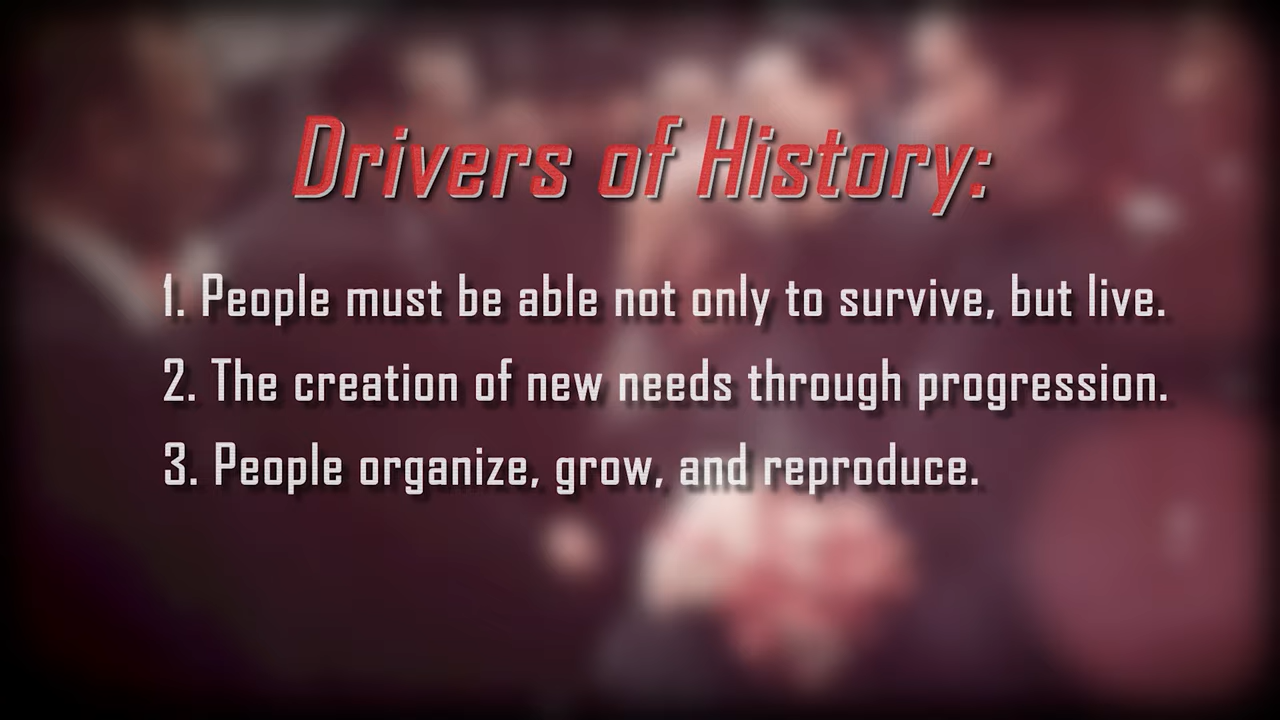 Drivers of History:
1. People must be able not only to survive, but live.
2. The creation of new needs through progression.
3. People organize, grow, and reproduce.